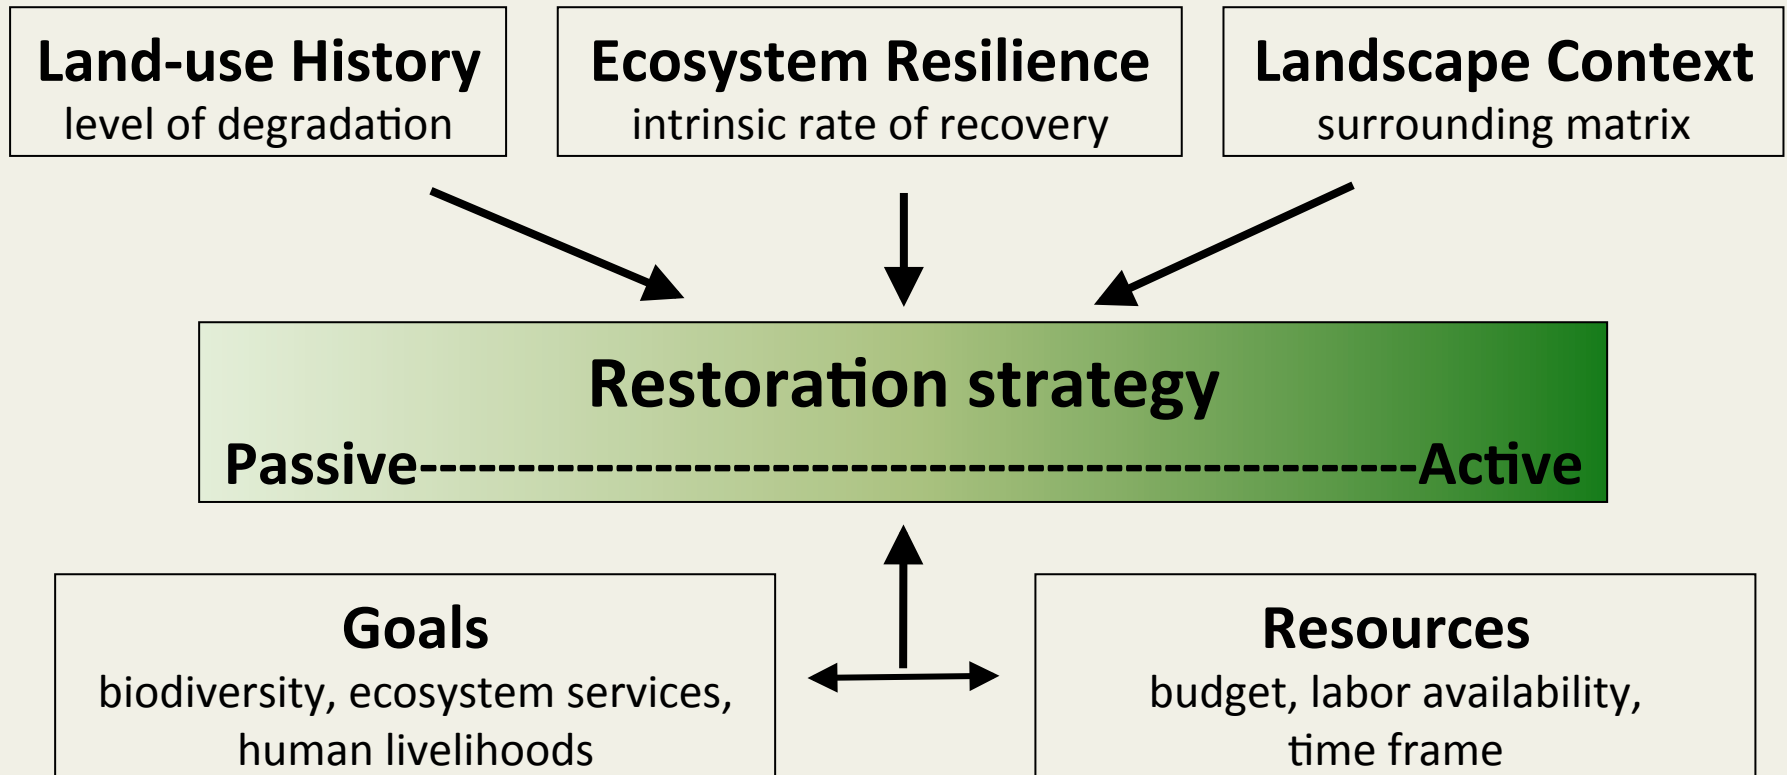 Land-use History
level of degradation
Ecosystem Resilience
intrinsic rate of recovery
Landscape Context
surrounding matrix
Restoration strategy
Passive---------------------------------------------------Active
Goals
biodiversity, ecosystem services,
human livelihoods
Resources
budget, labor availability,
time frame